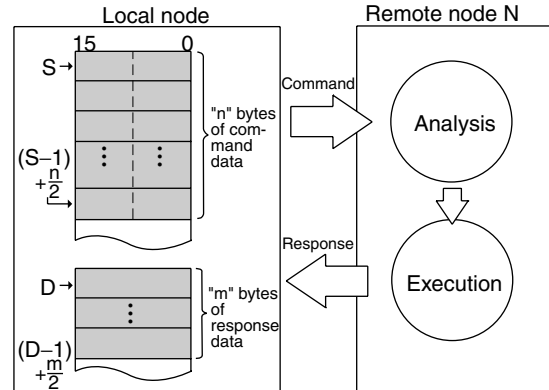 Local node
Remote node N
15 0
S
"n" bytes
of com-
mand
data
(S–1)
+n/2
Command
Analysis
Response
Execution
D
"m" bytes
of
response
data
(D–1)
+m/2